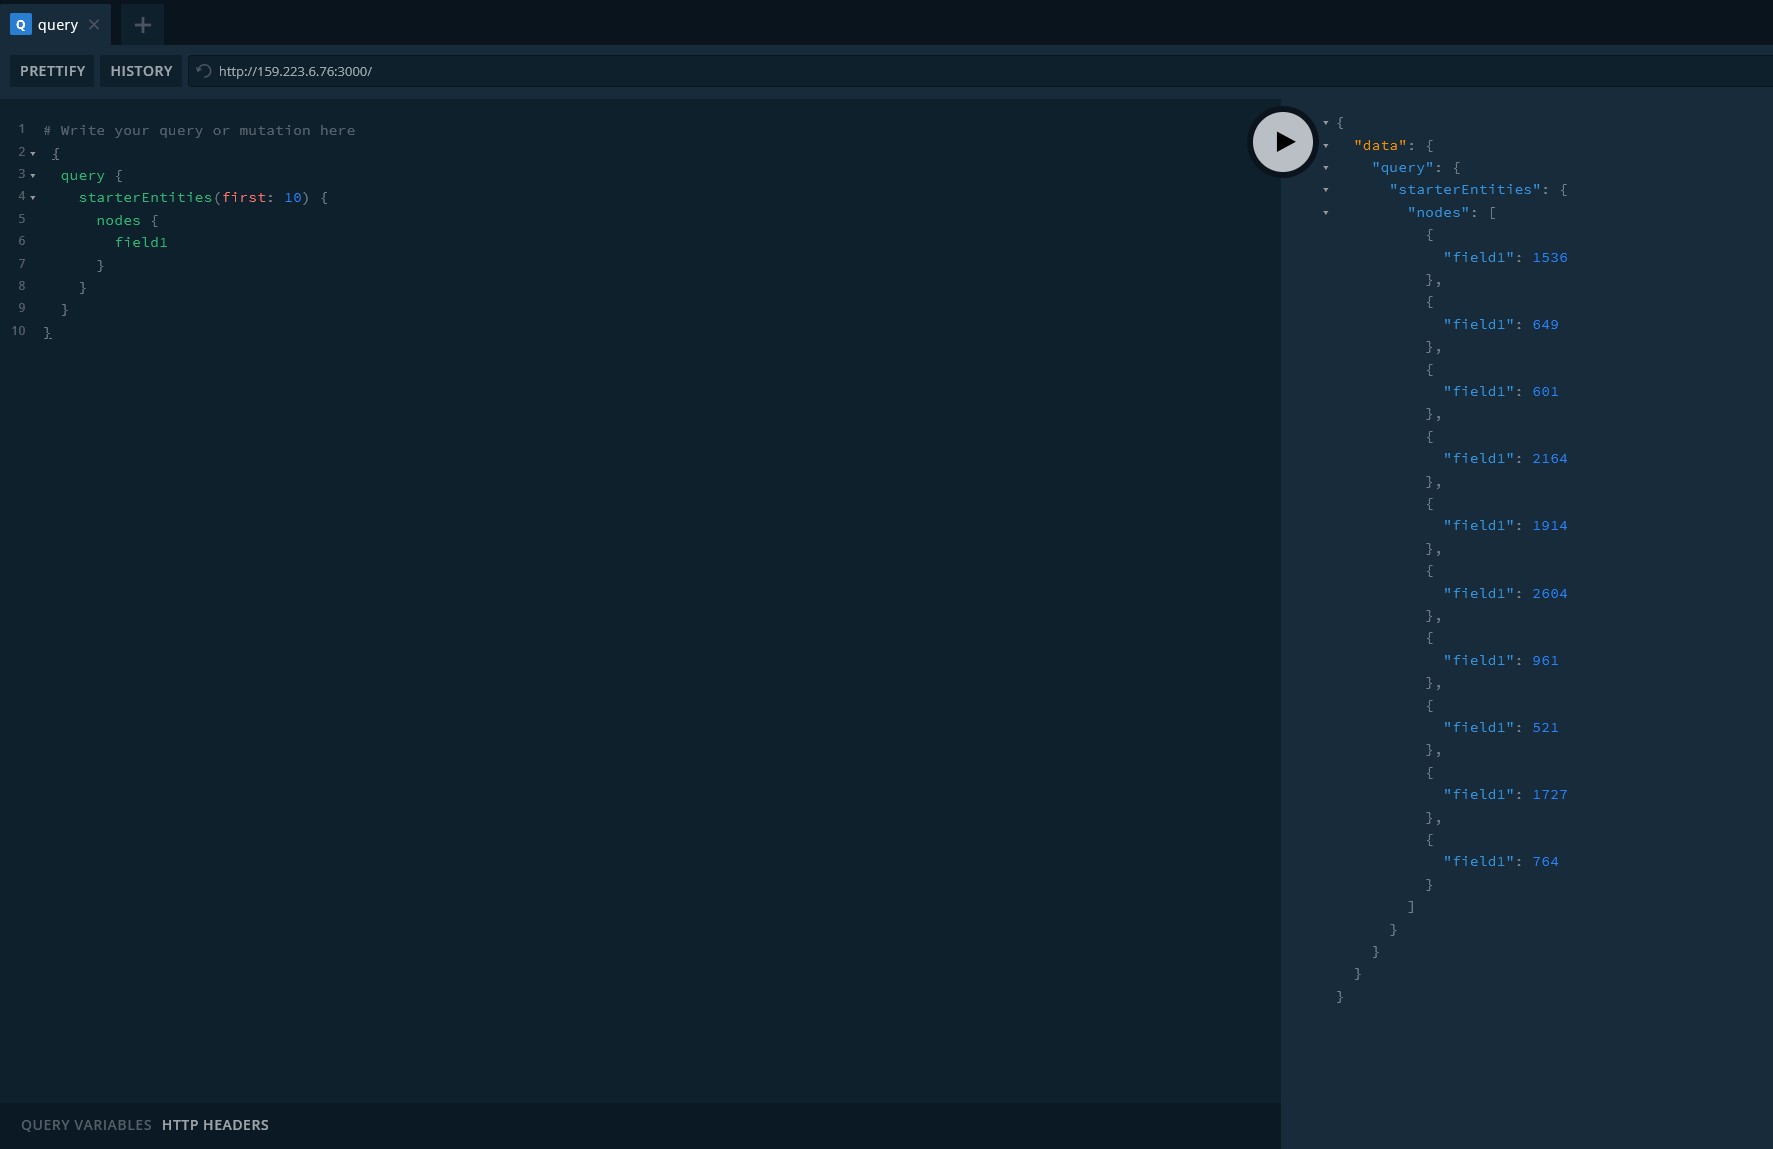 Q query
PRETTIFY HISTORY http://159.223.6.76:3000/
1 # Write your query or mutation here
2 {
3 query {
4 starterEntities(first: 10) {
5 nodes {
6 field1
7 }
8 }
9 }
10 }
QUERY VARIABLES HTTP HEADERS
{
"data": {
"query": {
"starterEntities": {
"nodes": [
{
"field1": 1536
},
{
"field1": 649
},
{
"field1": 601
},
{
"field1": 2164
},
{
"field1": 1914
},
{
"field1": 2604
},
{
"field1": 961
},
{
"field1": 521
},
{
"field1": 1727
},
{
"field1": 764
}
]
}
}
}
}